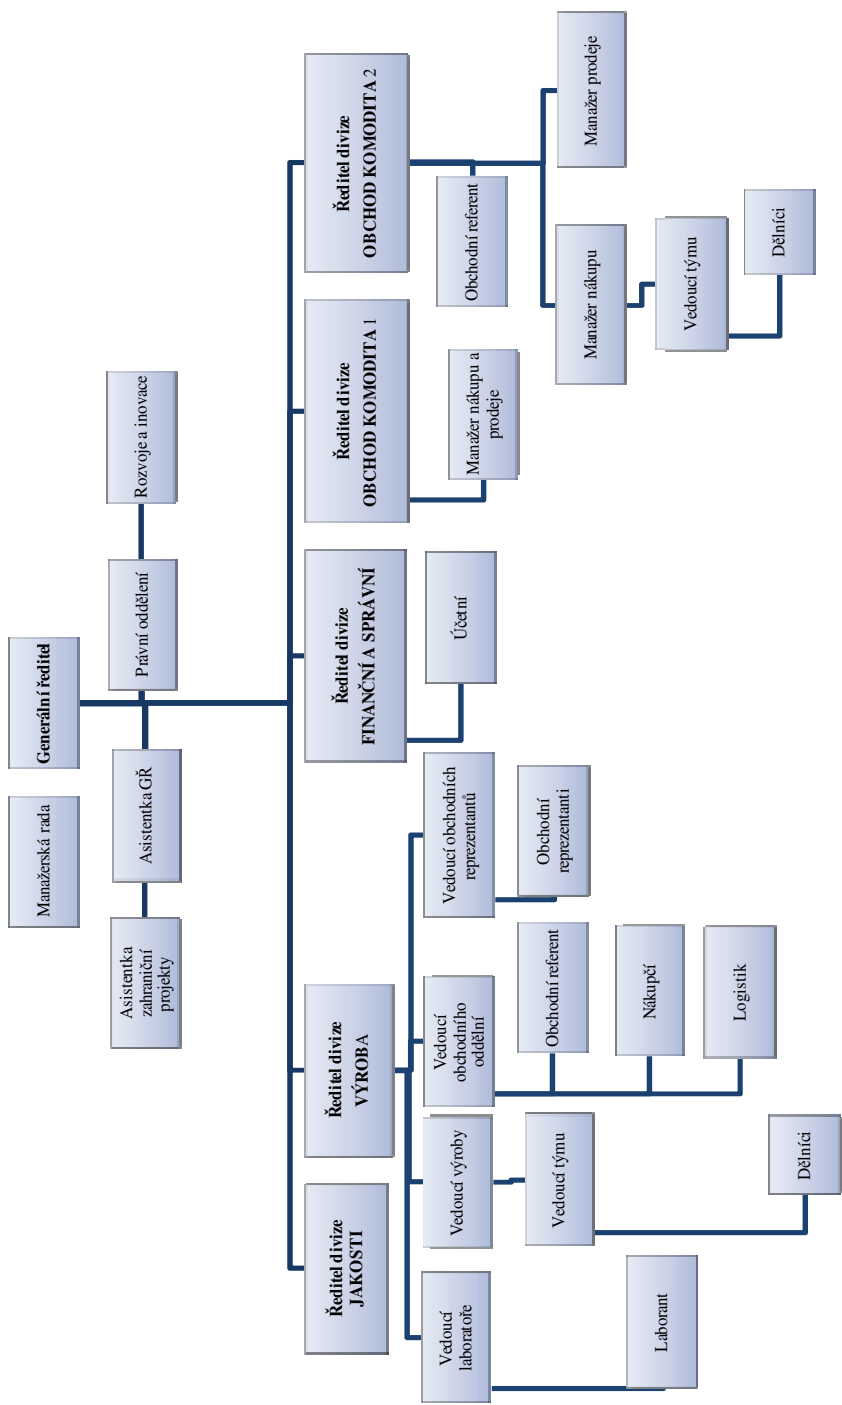 Manažerská rada
Generální ředitel
Asistentka
zahraniční
projekty
Asistentka GŘ
Právní oddělení
Rozvoje a inovace
Ředitel divize
JAKOSTI
Ředitel divize
VÝROBA
Ředitel divize
FINANČNÍ A SPRÁVNÍ
Ředitel divize
OBCHOD KOMODITA 1
Ředitel divize
OBCHOD KOMODITA 2
Vedoucí
laboratoře
Vedoucí výroby
Vedoucí
obchodního
oddělní
Vedoucí obchodních
reprezentantů
Účetní
Manažer nákupu a
prodeje
Obchodní referent
Vedoucí týmu
Obchodní referent
Obchodní
reprezentanti
Manažer nákupu
Manažer prodeje
Laborant
Nákupčí
Vedoucí týmu
Logistik
Dělníci
Dělníci